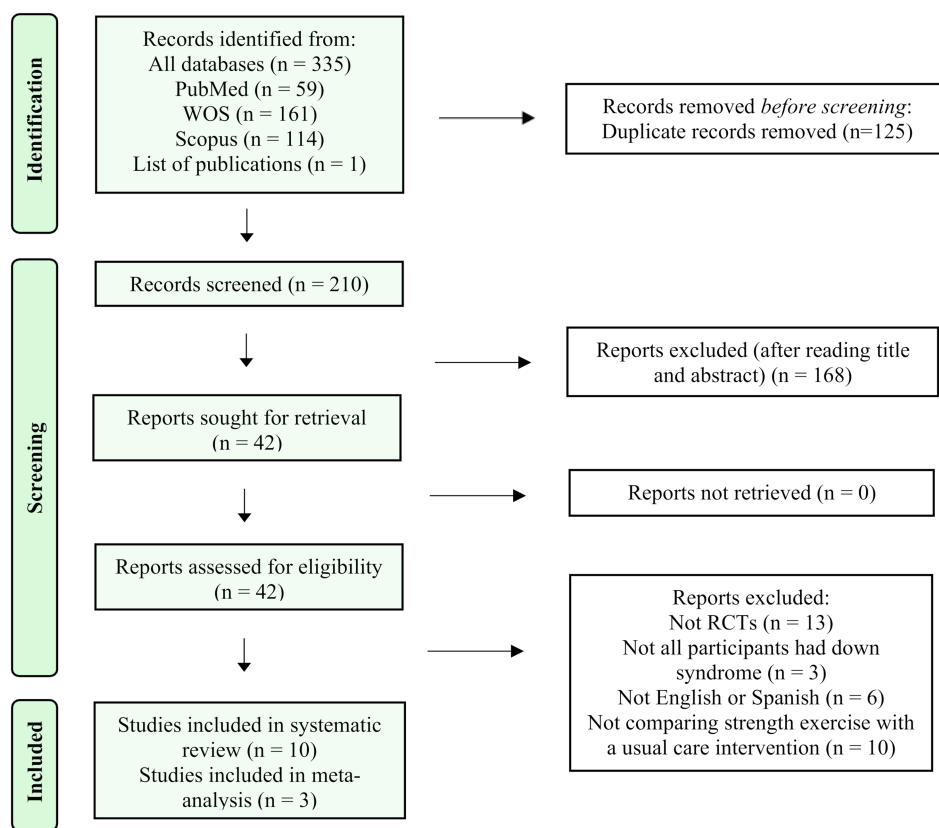 Identification
Records identified from:
All databases (n = 335)
PubMed (n = 59)
WOS (n = 161)
Scopus (n = 114)
List of publications (n = 1)
Records removed before screening:
Duplicate records removed (n=125)
Screening
Records screened (n = 210)
Reports excluded (after reading title
and abstract) (n = 168)
Reports sought for retrieval
(n = 42)
Reports not retrieved (n = 0)
Reports assessed for eligibility
(n = 42)
Reports excluded:
Not RCTs (n = 13)
Not all participants had down
syndrome (n = 3)
Not English or Spanish (n = 6)
Not comparing strength exercise with
a usual care intervention (n = 10)
Included
Studies included in systematic
review (n = 10)
Studies included in meta-
analysis (n = 3)